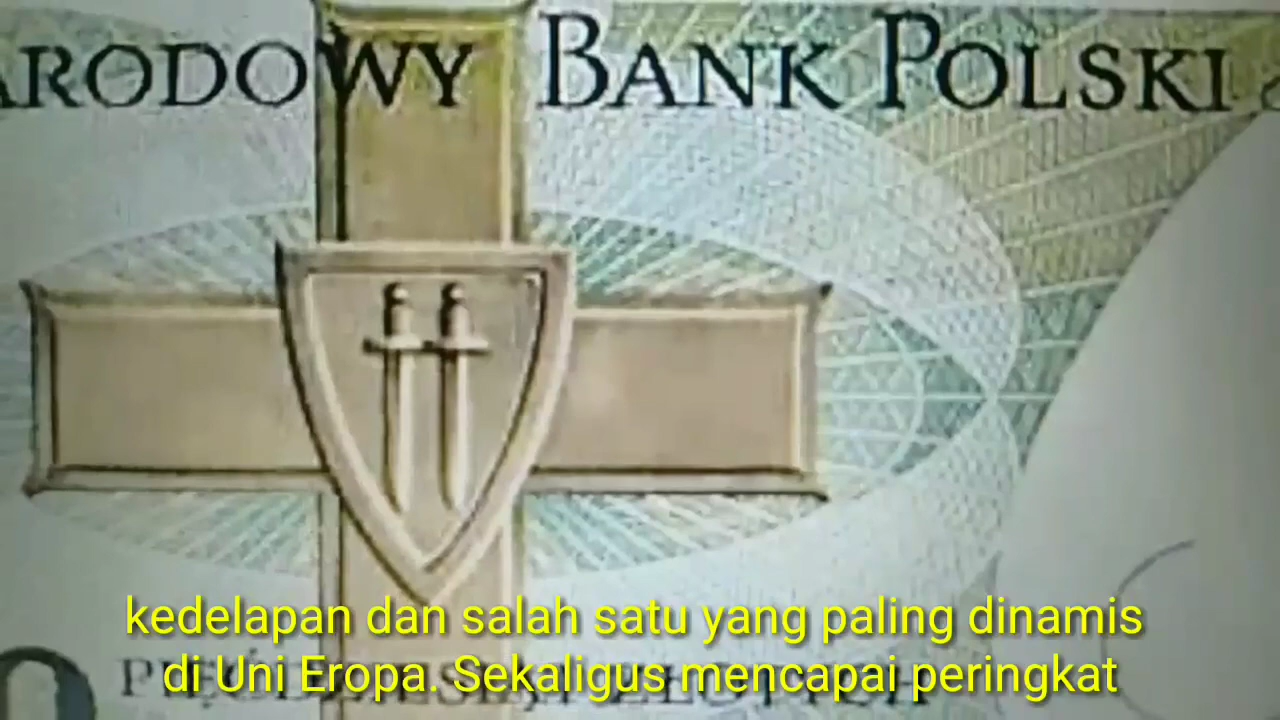 ARODOWY BANK POLSKI
kedelapan dan salah satu yang paling dinamis
di Uni Eropa. Sekaligus mencapai peringkat